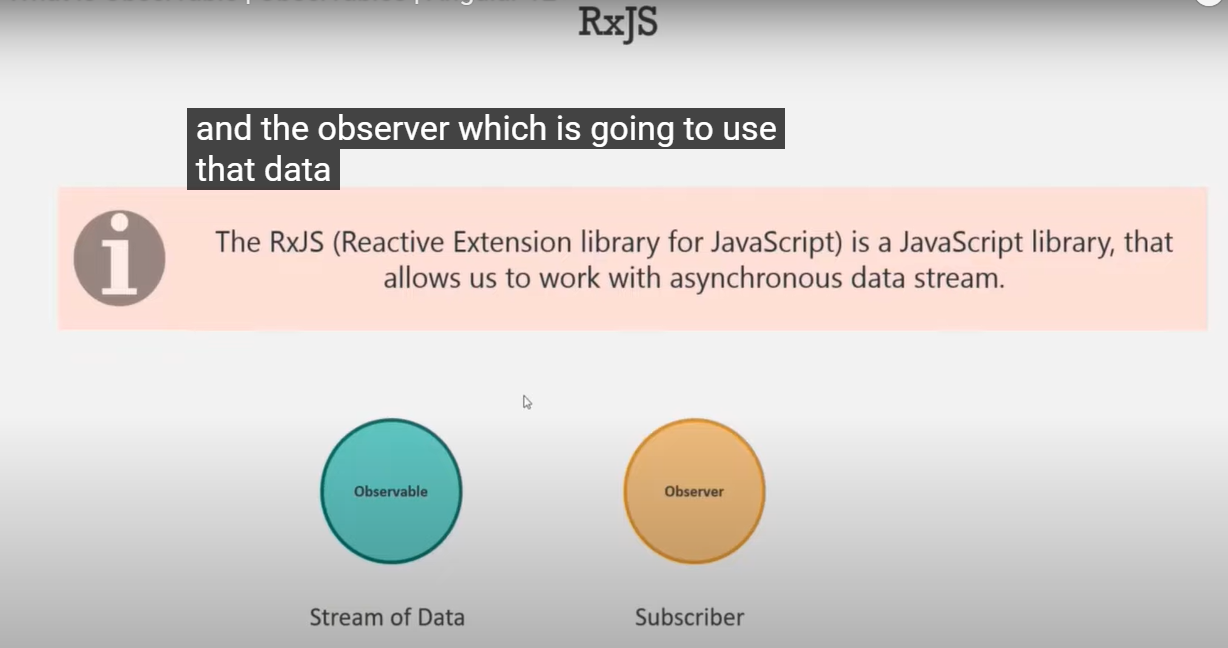 RxJS
and the observer which is going to use
that data
The RxJS (Reactive Extension library for JavaScript) is a JavaScript library, that
allows us to work with asynchronous data stream.
Observable
Observer
Stream of Data
Subscriber